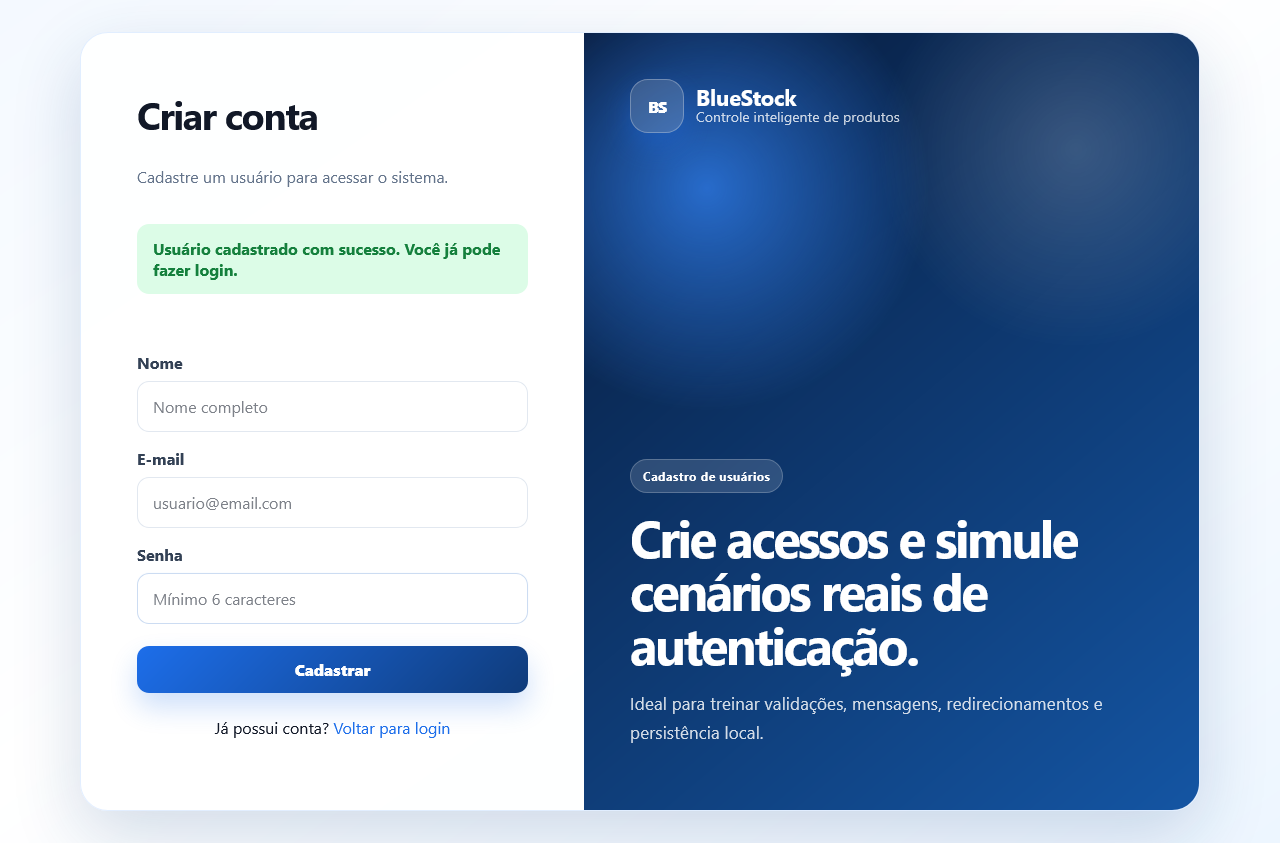 Criar conta
Cadastre um usuário para acessar o sistema.
Usuário cadastrado com sucesso. Você já pode
fazer login.
Nome
Nome completo
E-mail
usuario@email.com
Senha
Mínimo 6 caracteres
Cadastrar
Já possui conta? Voltar para login
BS
BlueStock
Controle inteligente de produtos
Cadastro de usuários
Crie acessos e simule
cenários reais de
autenticação.
Ideal para treinar validações, mensagens, redirecionamentos e
persistência local.